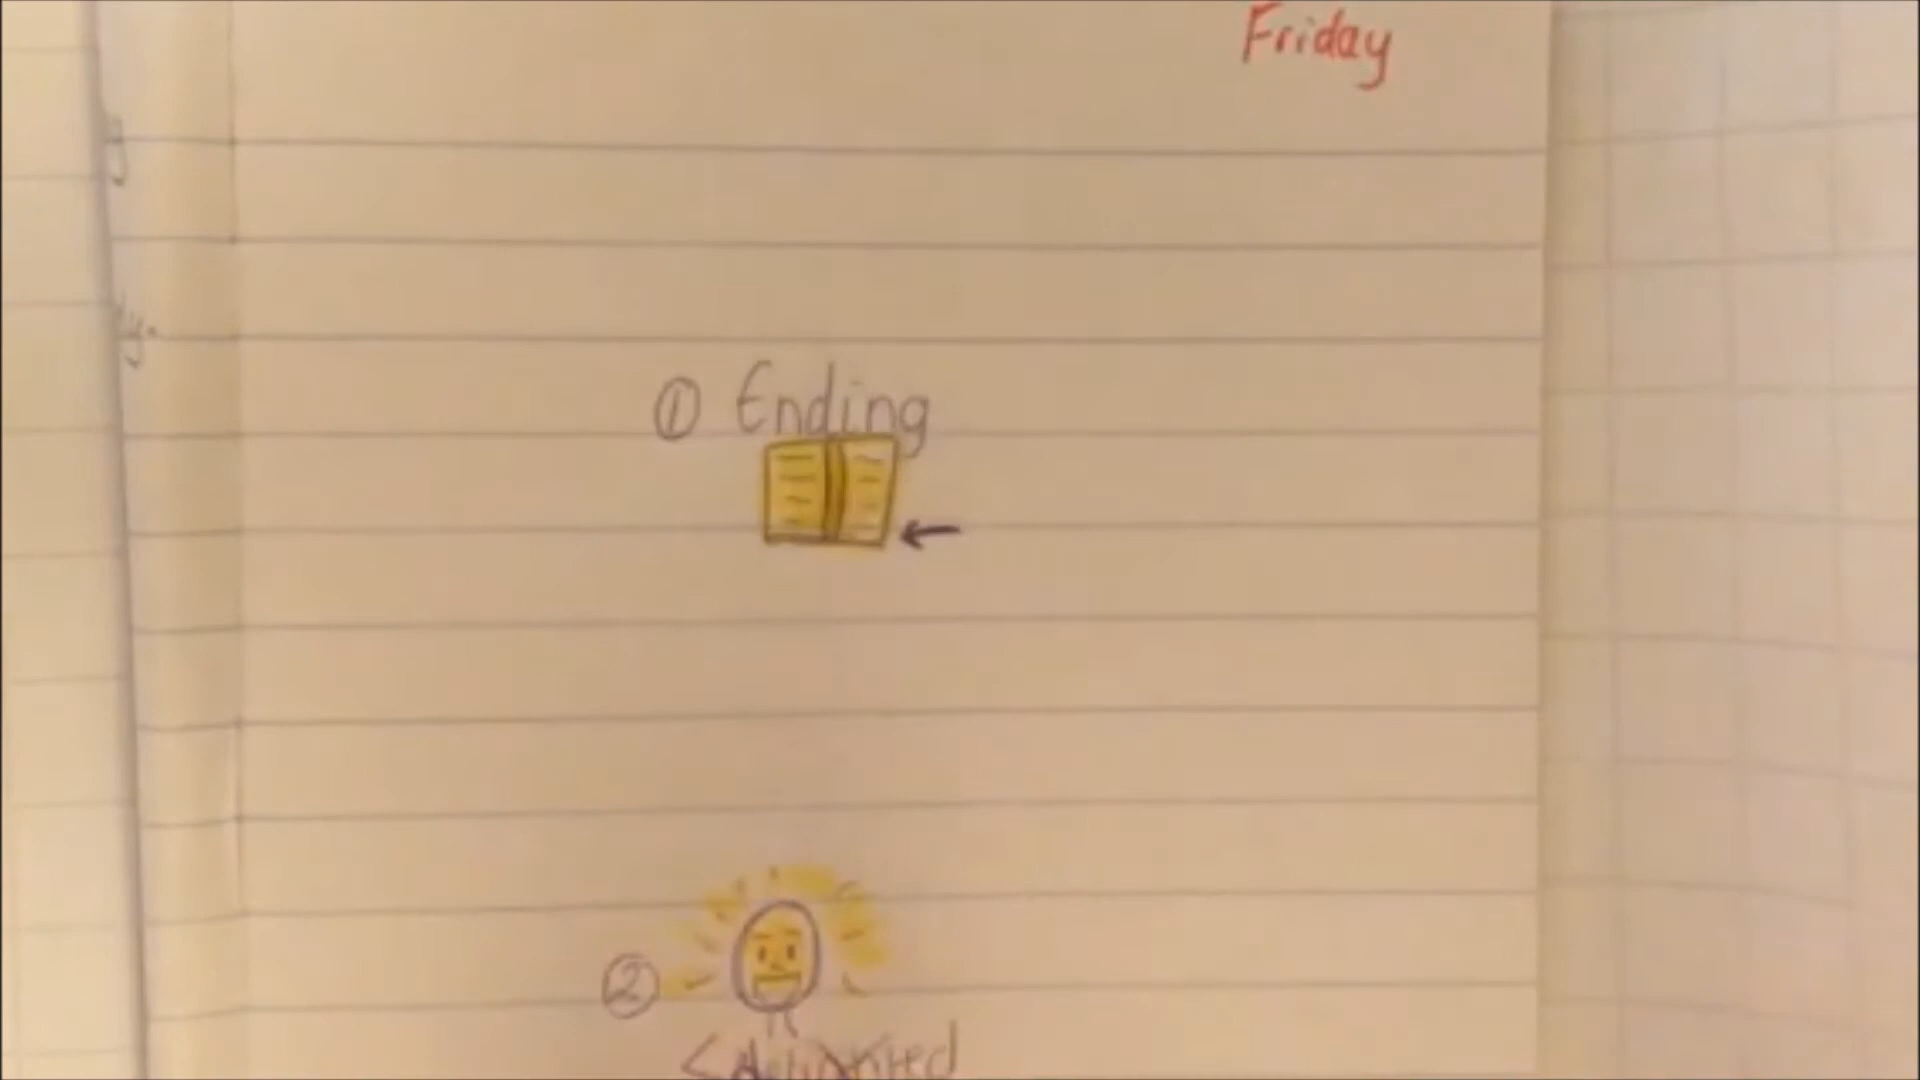 Friday
① Ending
②